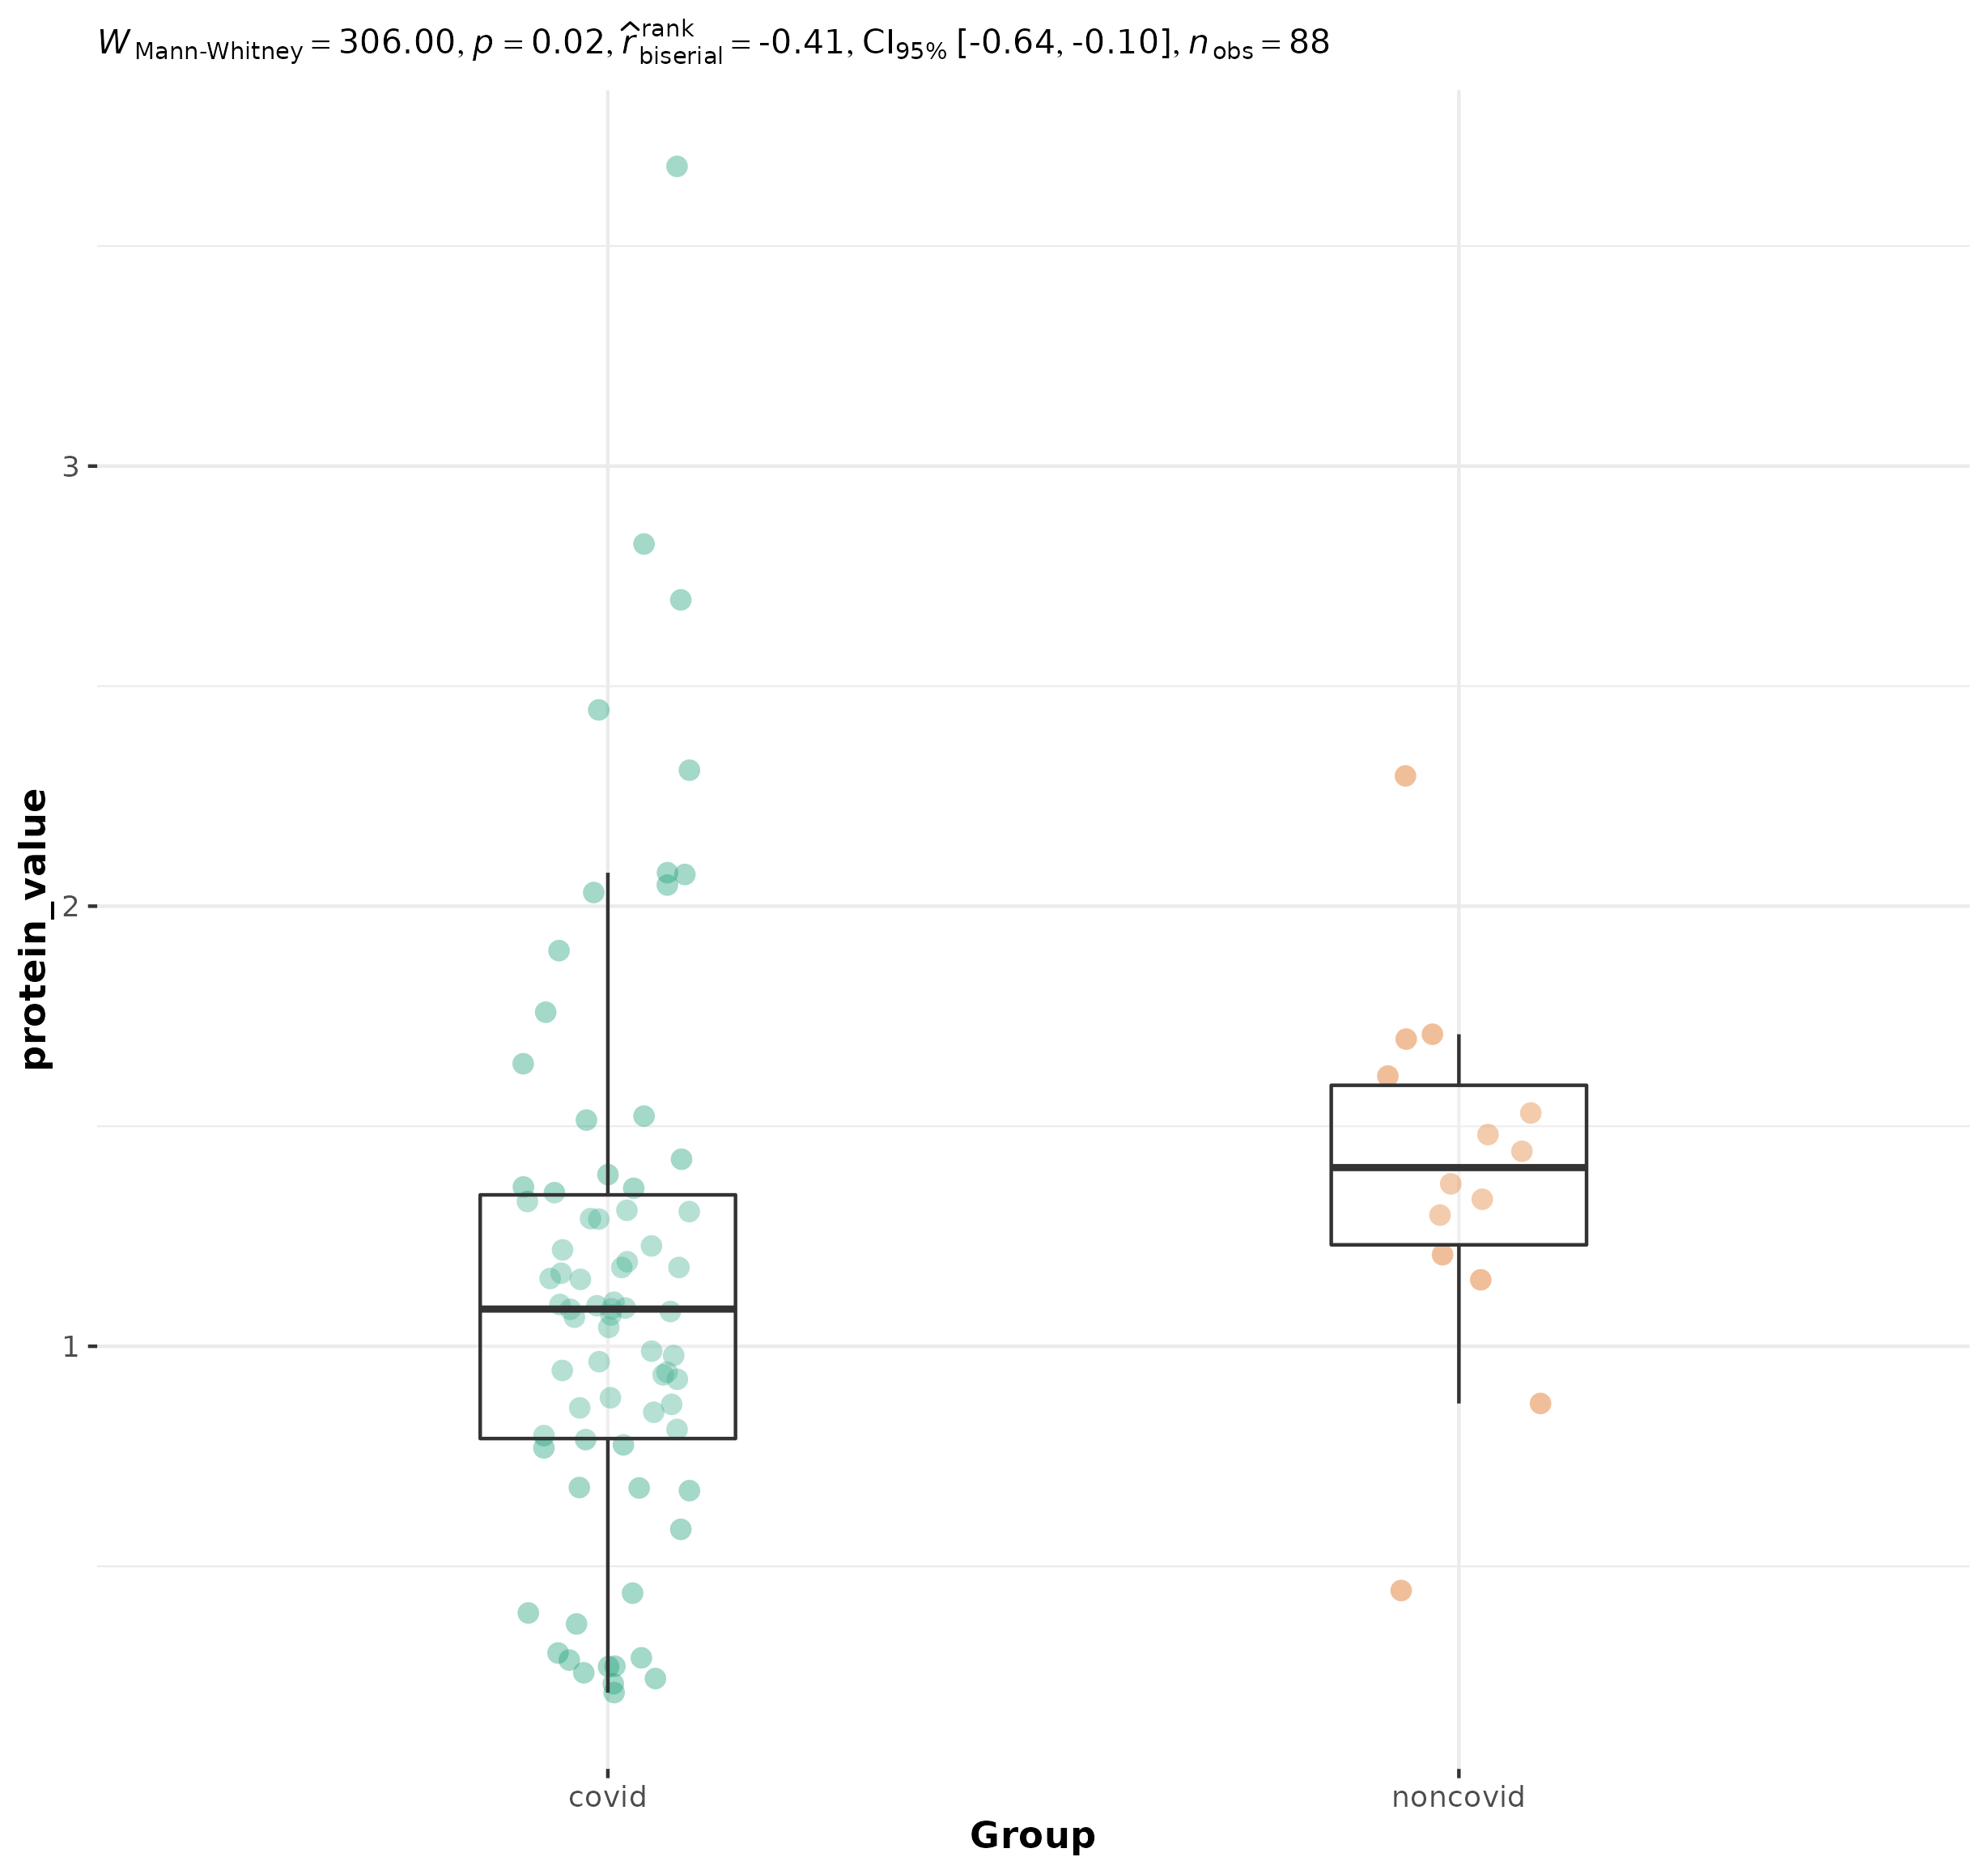 W Mann-Whitney = 306.00, p = 0.02, r̂ rank biserial = -0.41, CI95% [-0.64, -0.10], n obs = 88
protein_value
3
2
1
covid noncovid
Group